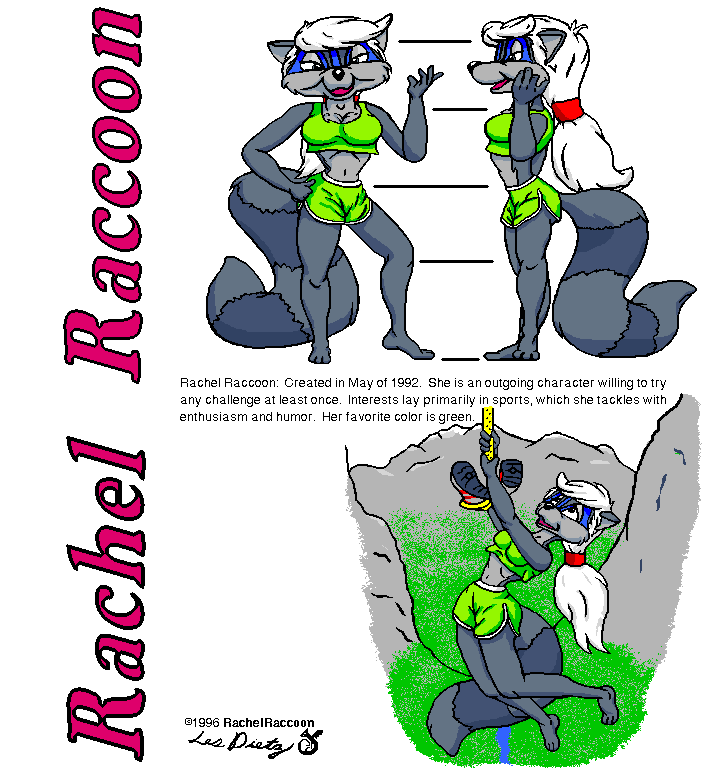 Rachel Raccoon
Rachel Raccoon: Created in May of 1992. She is an outgoing character willing to try
any challenge at least once. Interests lay primarily in sports, which she tackles with
enthusiasm and humor. Her favorite color is green.
©1996 RachelRaccoon
Les Dietz